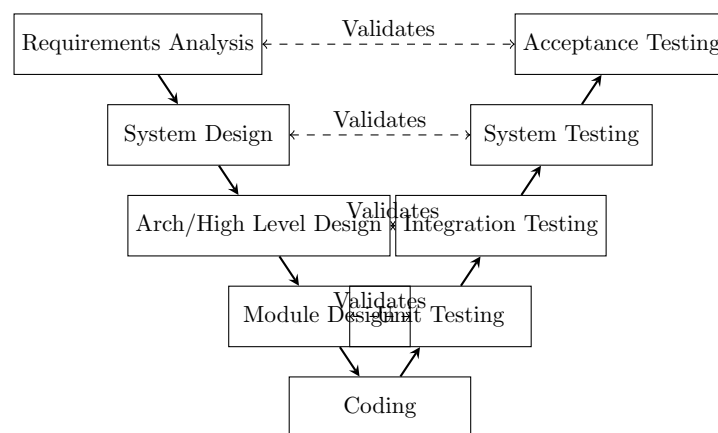 Requirements Analysis
Validates
Acceptance Testing
System Design
Validates
System Testing
Arch/High Level Design
Validates
Integration Testing
Module Design
Validates
Unit Testing
Coding